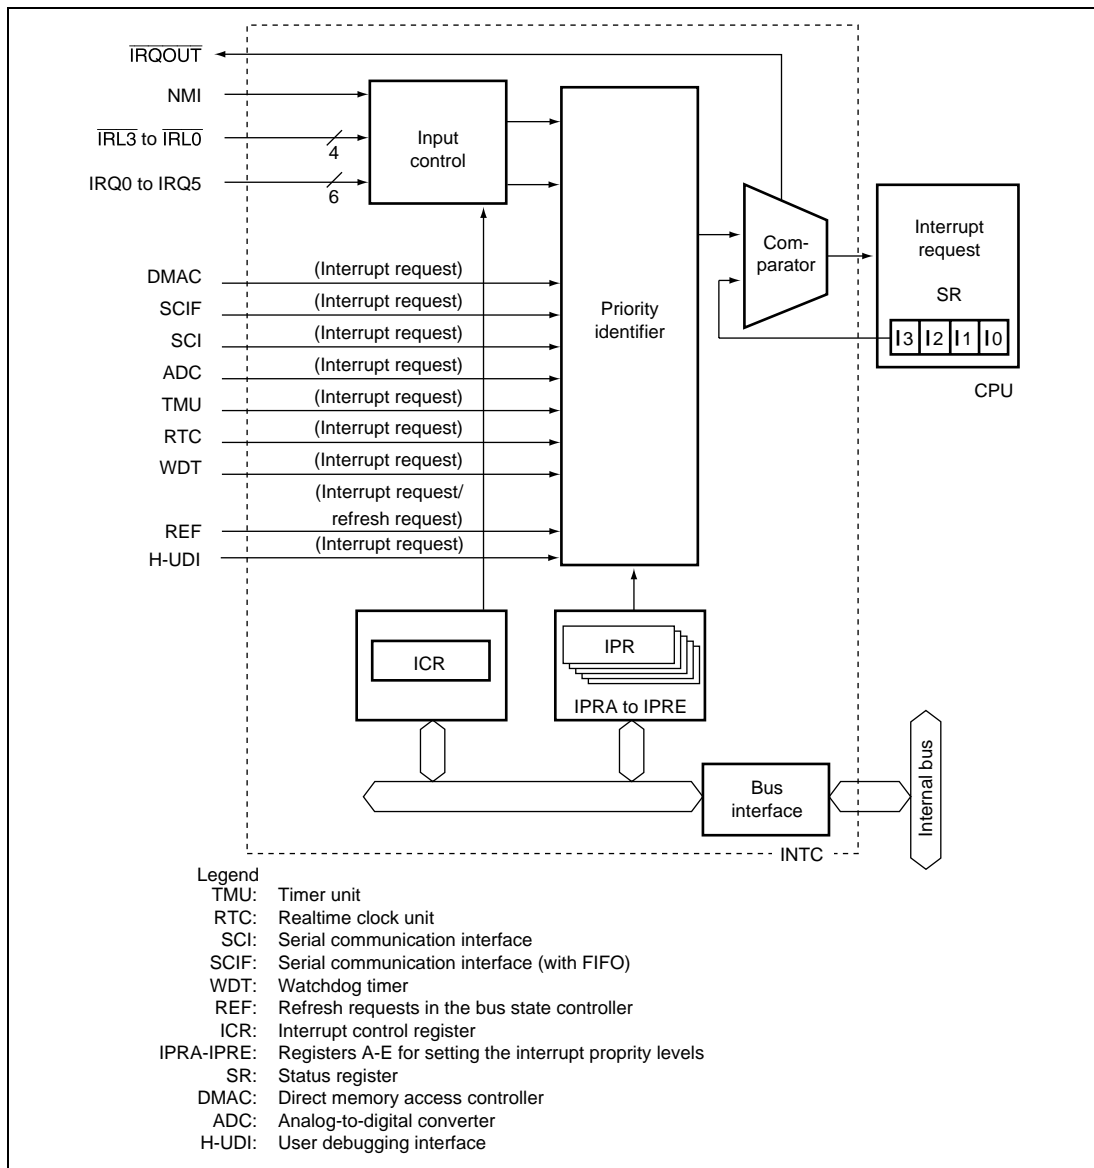 IRQOUT
NMI
IRL3 to IRL0
4
IRQ0 to IRQ5
6
Input
control
Com-
parator
Interrupt
request
SR
I3 I2 I1 I0
CPU
Priority
identifier
DMAC (Interrupt request)
SCIF (Interrupt request)
SCI (Interrupt request)
ADC (Interrupt request)
TMU (Interrupt request)
RTC (Interrupt request)
WDT (Interrupt request)
(Interrupt request/
REF refresh request)
H-UDI (Interrupt request)
ICR
IPR
IPRA to IPRE
Bus
interface
Internal bus
INTC
Legend
TMU: Timer unit
RTC: Realtime clock unit
SCI: Serial communication interface
SCIF: Serial communication interface (with FIFO)
WDT: Watchdog timer
REF: Refresh requests in the bus state controller
ICR: Interrupt control register
IPRA-IPRE: Registers A-E for setting the interrupt proprity levels
SR: Status register
DMAC: Direct memory access controller
ADC: Analog-to-digital converter
H-UDI: User debugging interface